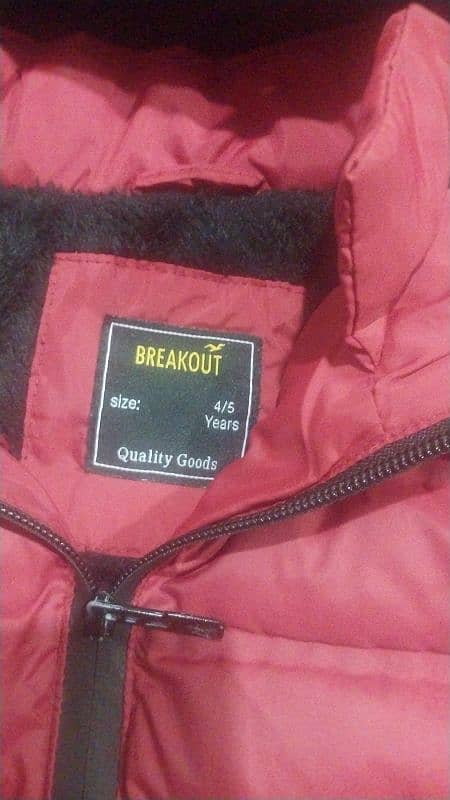 BREAKOUT
size: 4/5
Years
Quality Goods